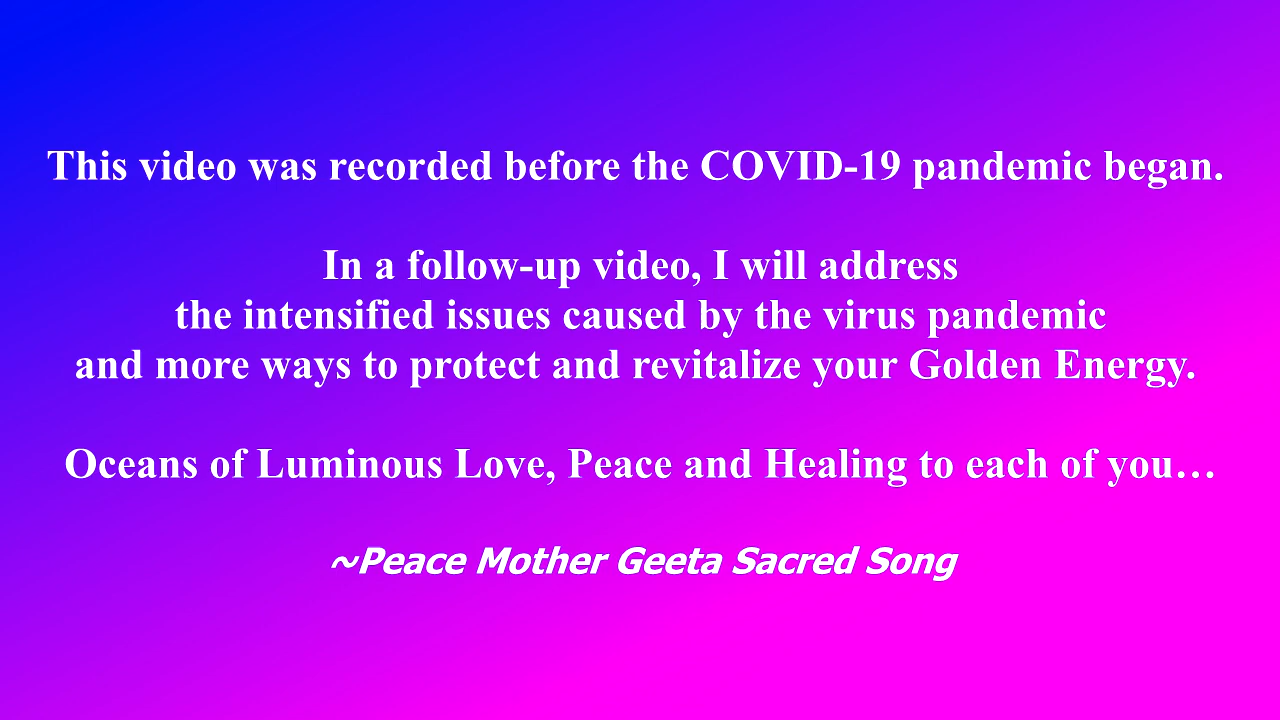 This video was recorded before the COVID-19 pandemic began.
In a follow-up video, I will address
the intensified issues caused by the virus pandemic
and more ways to protect and revitalize your Golden Energy.
Oceans of Luminous Love, Peace and Healing to each of you…
~Peace Mother Geeta Sacred Song